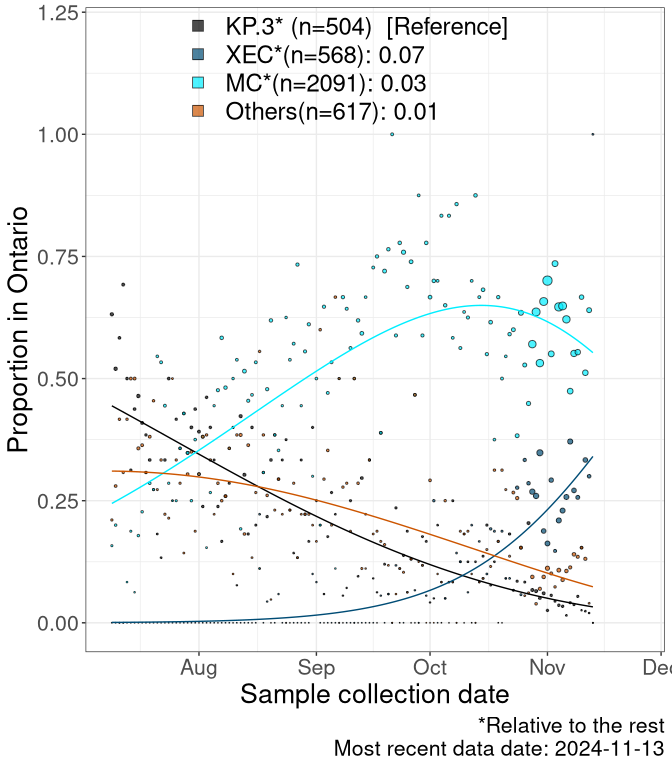 KP.3* (n=504)  [Reference]
XEC*(n=568): 0.07
MC*(n=2091): 0.03
Others(n=617): 0.01
1.25
1.00
0.75
0.50
0.25
0.00
Proportion in Ontario
Aug Sep Oct Nov Dec
Sample collection date
*Relative to the rest
Most recent data date: 2024-11-13